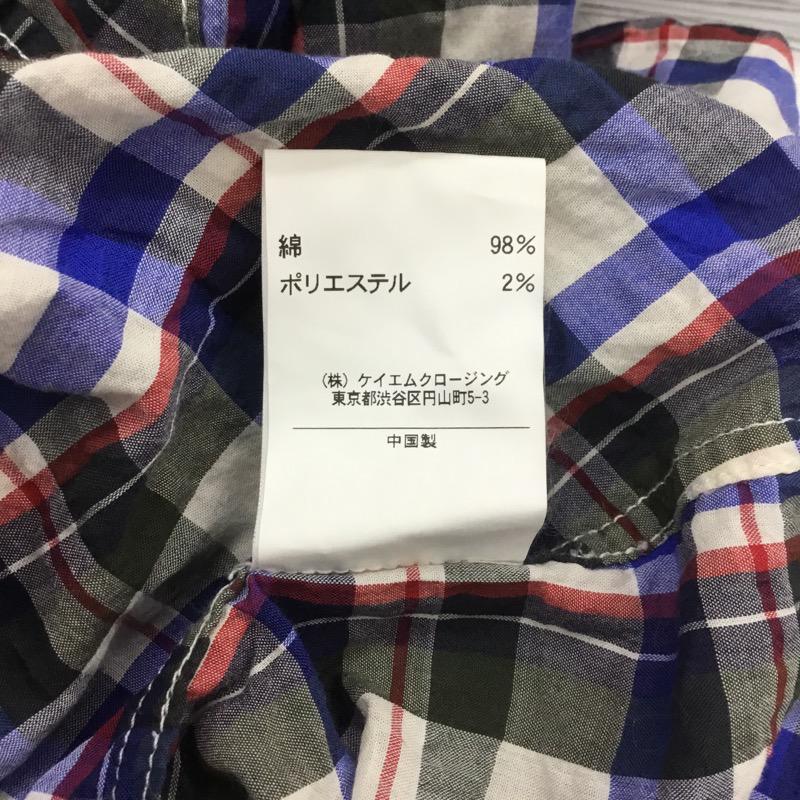 綿 98%
ポリエステル 2%
(株) ケイエムクロージング
東京都渋谷区円山町5-3
中国製